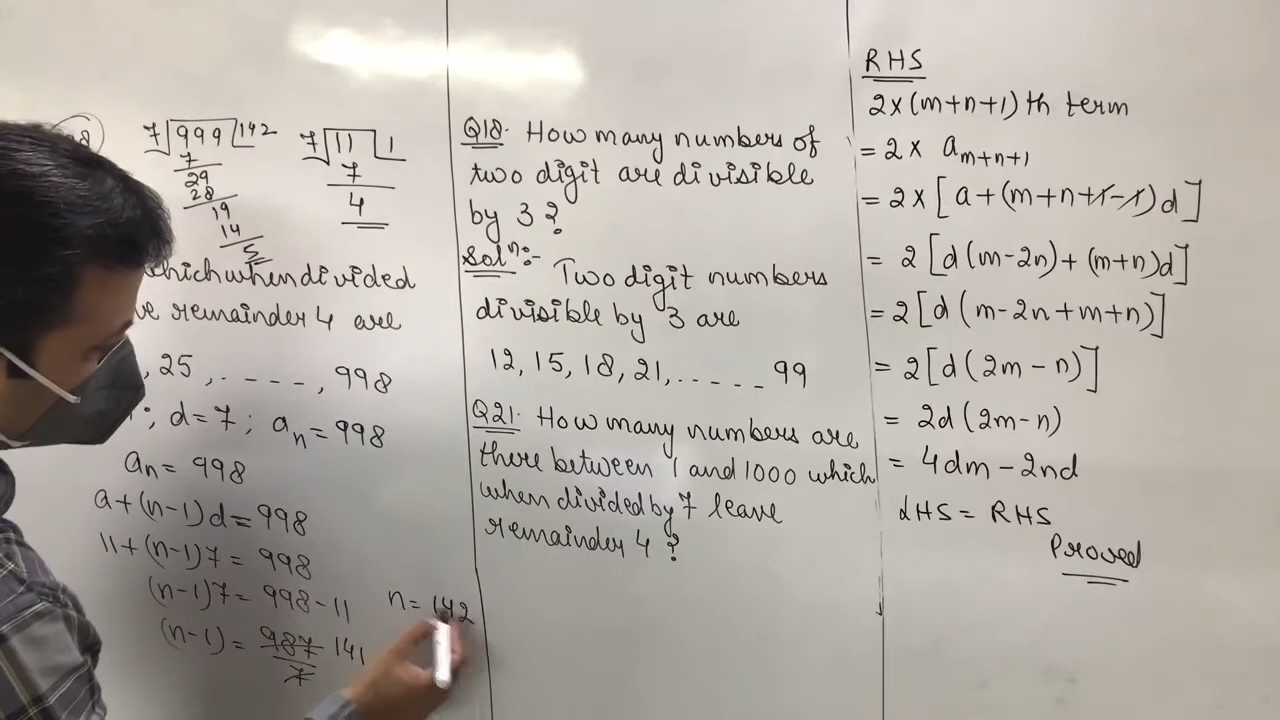 7 999 142
7
29
28
19
14
5
7 11 1
7
4
which when divided
remainder 4 are
, 25, . - - - - , 998
; d = 7 ; an = 998
an = 998
a + (n-1) d = 998
11 + (n-1) 7 = 998
(n-1) 7 = 998 - 11
(n-1) = 987 141
7
n = 142
Q18. How many numbers of
two digit are divisible
by 3 ?
Solⁿ:-
Two digit numbers
divisible by 3 are
12, 15, 18, 21, . . - - - 99
Q21. How many numbers are
there between 1 and 1000 which
when divided by 7 leave
remainder 4 ?
RHS
2 × (m+n+1) th term
= 2 × a m+n+1
= 2 × [ a + (m+n+1-1) d ]
= 2 [ d (m-2n) + (m+n) d ]
= 2 [ d (m-2n+m+n) ]
= 2 [ d (2m-n) ]
= 2d (2m-n)
= 4dm - 2nd
LHS = RHS
Proved